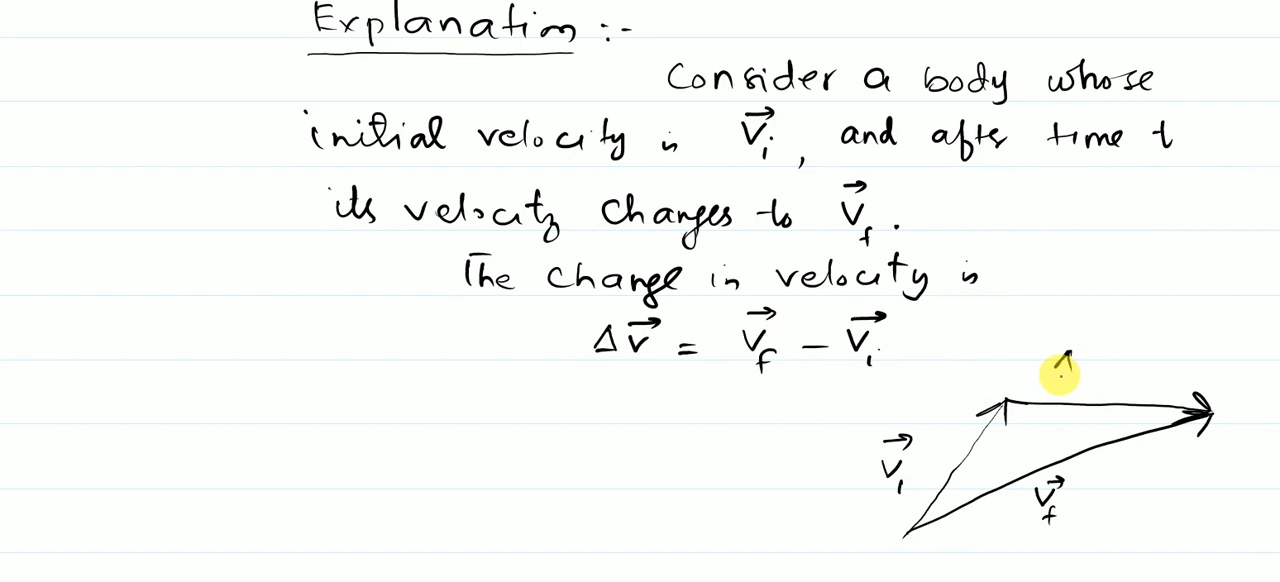 Explanation :-
Consider a body whose
initial velocity is V⃗i, and after time t
its velocity changes to V⃗f.
The change in velocity is
ΔV⃗ = V⃗f − V⃗i
V⃗i
V⃗f